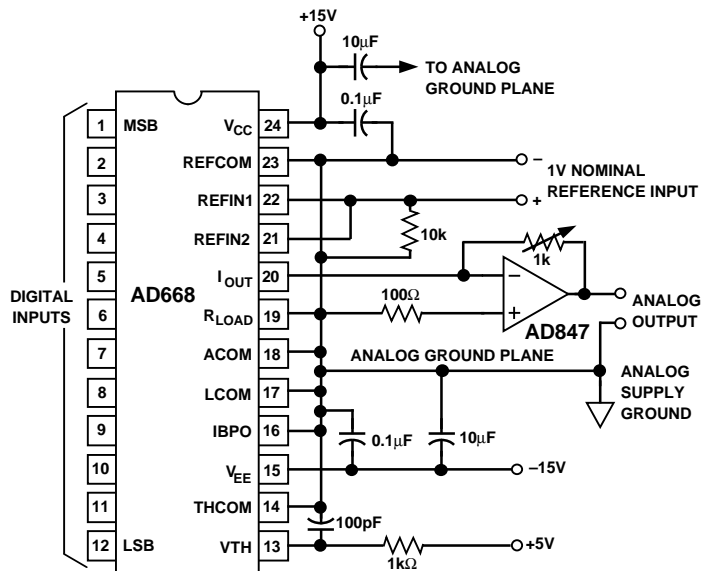 +15V
10µF
TO ANALOG
GROUND PLANE
0.1µF
1 MSB
VCC 24
2
REFCOM 23
–
1V NOMINAL
REFERENCE INPUT
3
REFIN1 22
+
10k
4
REFIN2 21
1k
5
IOUT 20
–
DIGITAL
INPUTS
AD668
ANALOG
OUTPUT
6
RLOAD 19
100Ω
+
AD847
7
ACOM 18
ANALOG GROUND PLANE
ANALOG
SUPPLY
GROUND
8
LCOM 17
9
IBPO 16
0.1µF
10µF
10
VEE 15
–15V
11
THCOM 14
100pF
12 LSB
VTH 13
1kΩ
+5V